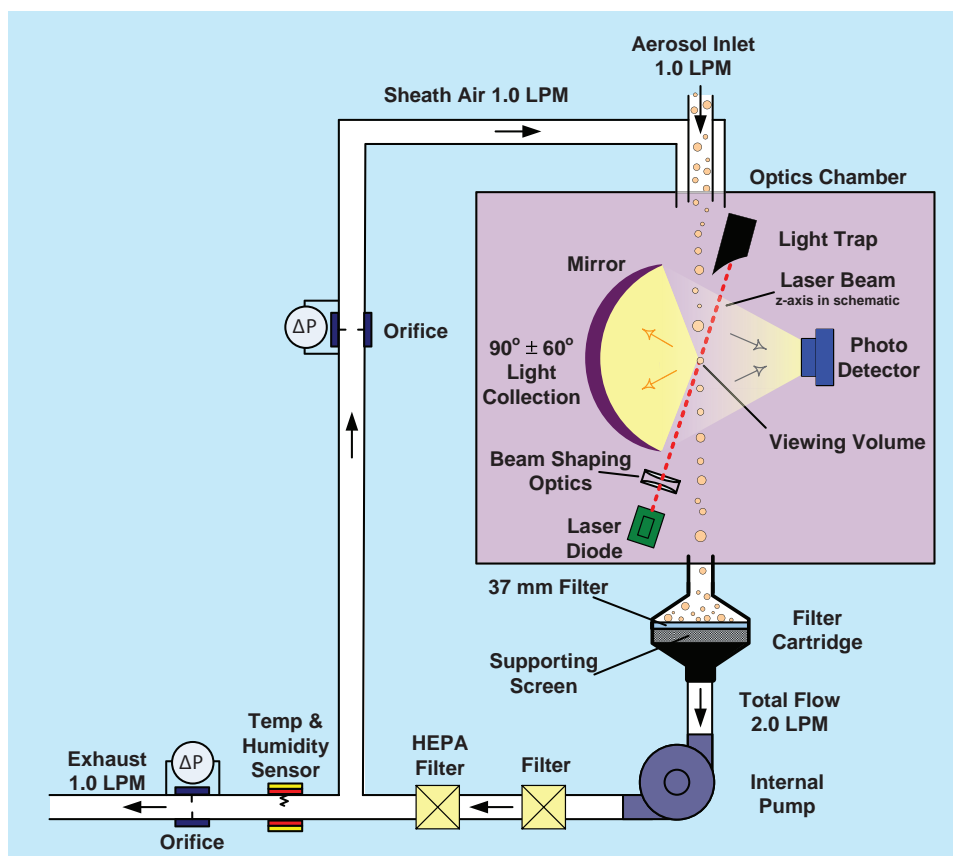 Aerosol Inlet
1.0 LPM
Sheath Air 1.0 LPM
Optics Chamber
Light Trap
Mirror
Laser Beam
z-axis in schematic
ΔP
Orifice
90° ± 60°
Light
Collection
Photo
Detector
Viewing Volume
Beam Shaping
Optics
Laser
Diode
37 mm Filter
Filter
Cartridge
Supporting
Screen
Total Flow
2.0 LPM
Temp &
Humidity
Sensor
HEPA
Filter
Filter
Exhaust
1.0 LPM
ΔP
Internal
Pump
Orifice